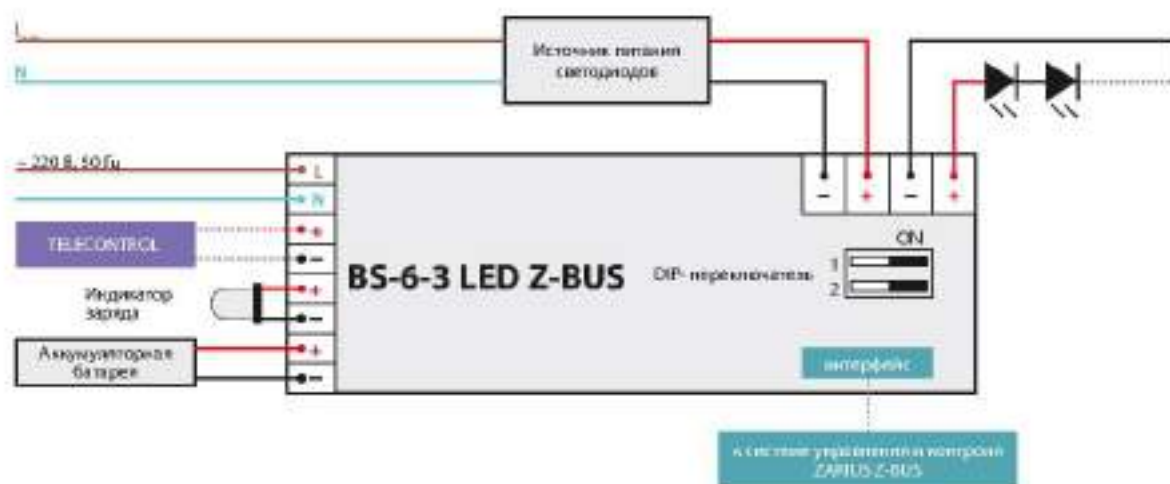 L
Источник питания
светодиодов
N
~ 220 В, 50 Гц
L
N
TELECONTROL
+
−
BS-6-3 LED Z-BUS
Индикатор
заряда
+
−
Аккумуляторная
батарея
+
−
− + − +
ON
DIP- переключатель
1
2
интерфейс
к системе управления и контроля
ZARIUS Z-BUS